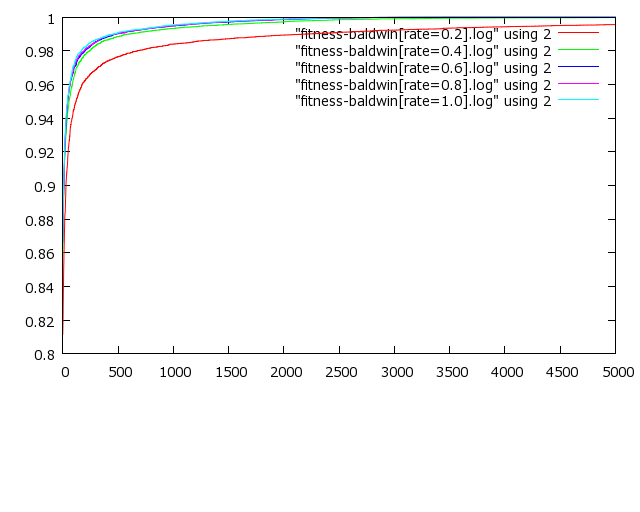 1
0.98
0.96
0.94
0.92
0.9
0.88
0.86
0.84
0.82
0.8
"fitness-baldwin[rate=0.2].log" using 2
"fitness-baldwin[rate=0.4].log" using 2
"fitness-baldwin[rate=0.6].log" using 2
"fitness-baldwin[rate=0.8].log" using 2
"fitness-baldwin[rate=1.0].log" using 2
0 500 1000 1500 2000 2500 3000 3500 4000 4500 5000